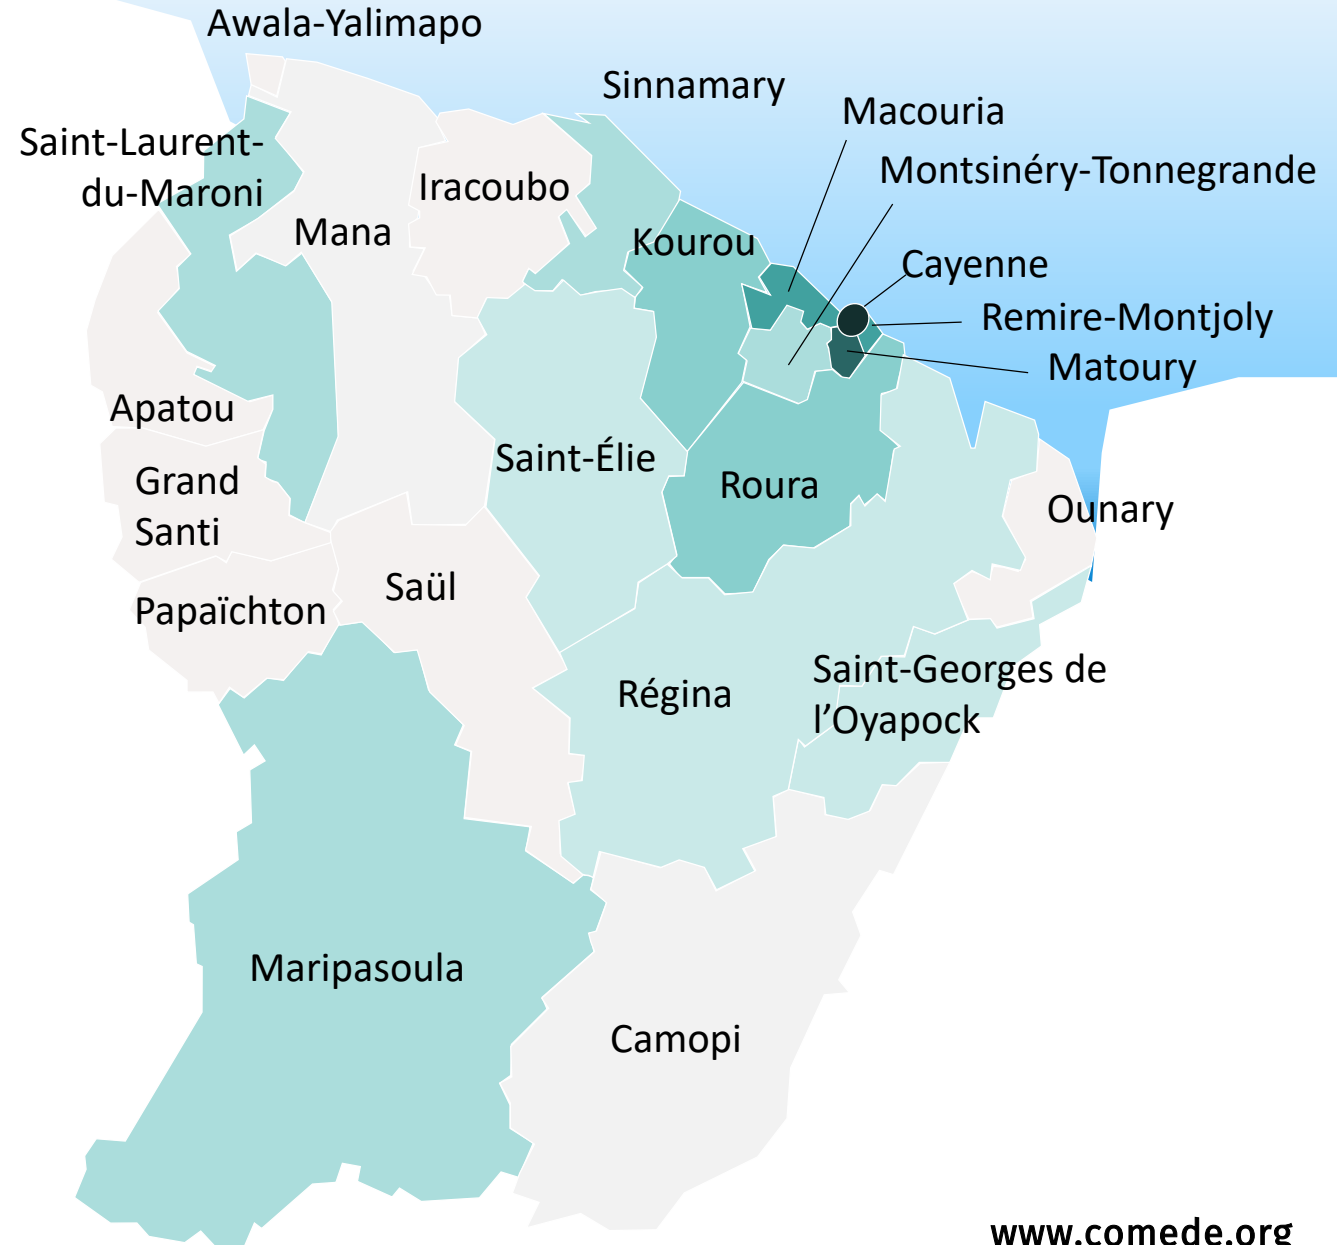 Awala-Yalimapo
Sinnamary
Macouria
Saint-Laurent-
du-Maroni
Montsinéry-Tonnegrande
Iracoubo
Mana
Kourou
Cayenne
Remire-Montjoly
Matoury
Apatou
Saint-Élie
Grand
Santi
Roura
Ounary
Saül
Papaïchton
Saint-Georges de
l’Oyapock
Régina
Maripasoula
Camopi
www.comede.org